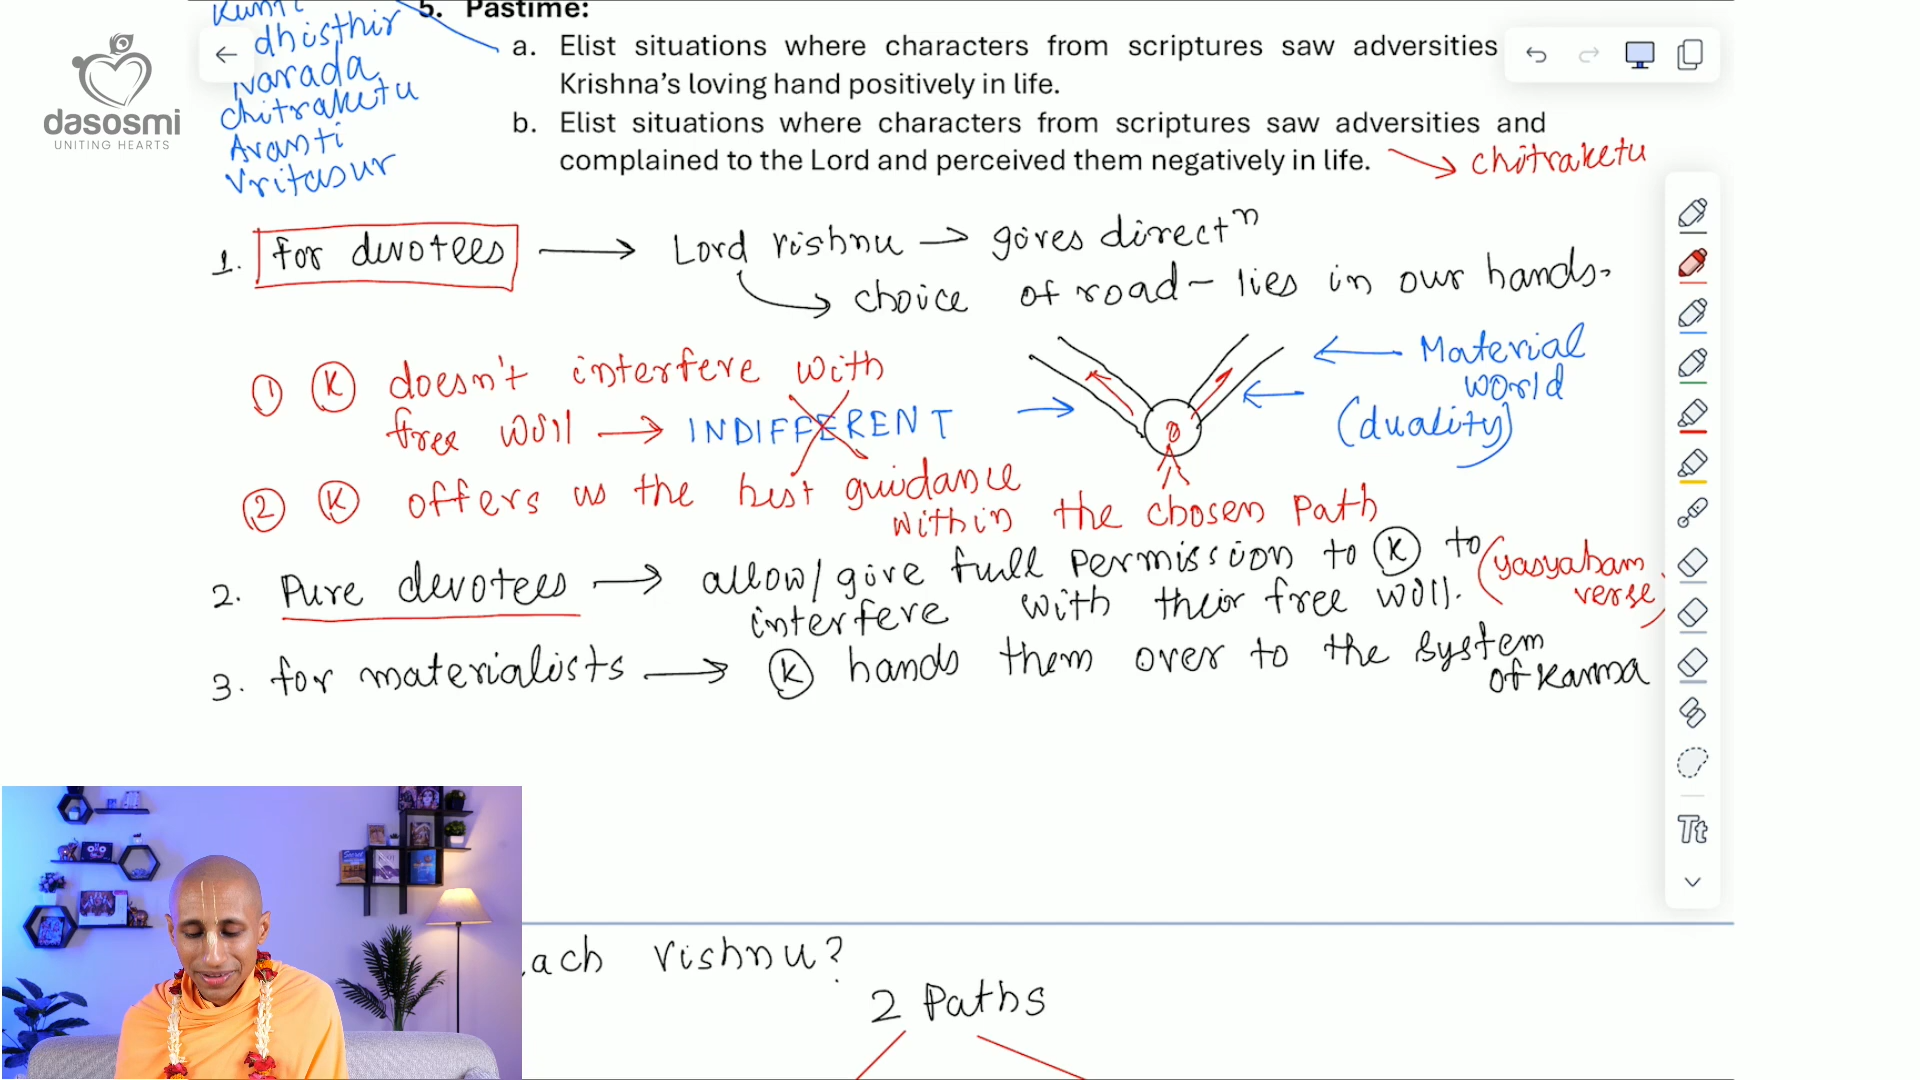 5. Pastime:
dhisthir
Narada
chitraketu
Avanti
Vritasur
dasosmi
UNITING HEARTS
a. Elist situations where characters from scriptures saw adversities
Krishna's loving hand positively in life.
b. Elist situations where characters from scriptures saw adversities and
complained to the Lord and perceived them negatively in life. → chitraketu
1. for devotees → Lord vishnu → gives directⁿ
choice of road - lies in our hands.
① Ⓚ doesn't interfere with
free will → INDIFFERENT
Material
world
(duality)
② Ⓚ offers us the best guidance
within the chosen Path
2. Pure devotees → allow/give full permission to Ⓚ to
interfere with their free will.
(yasyaham
verse)
3. for materialists → Ⓚ hands them over to the system
of karma
ach vishnu?
2 Paths
Tt